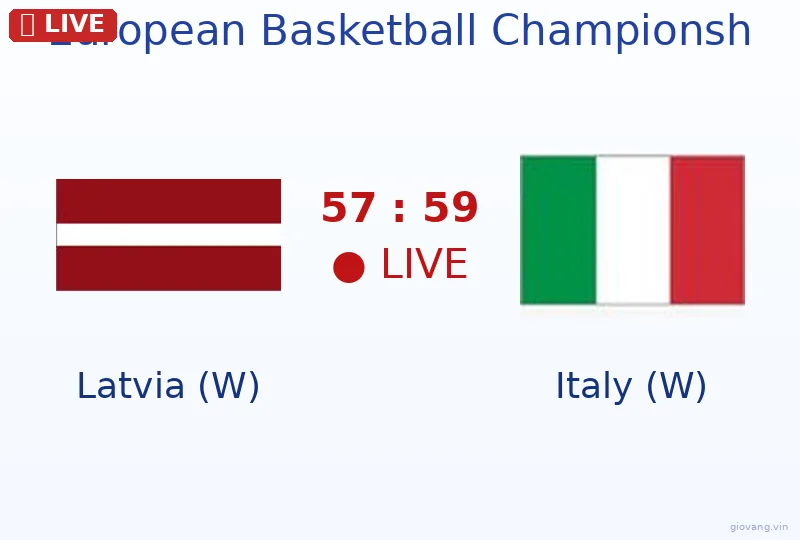 LIVE
European Basketball Championsh
57 : 59
● LIVE
Latvia (W)
Italy (W)
giovang.vin